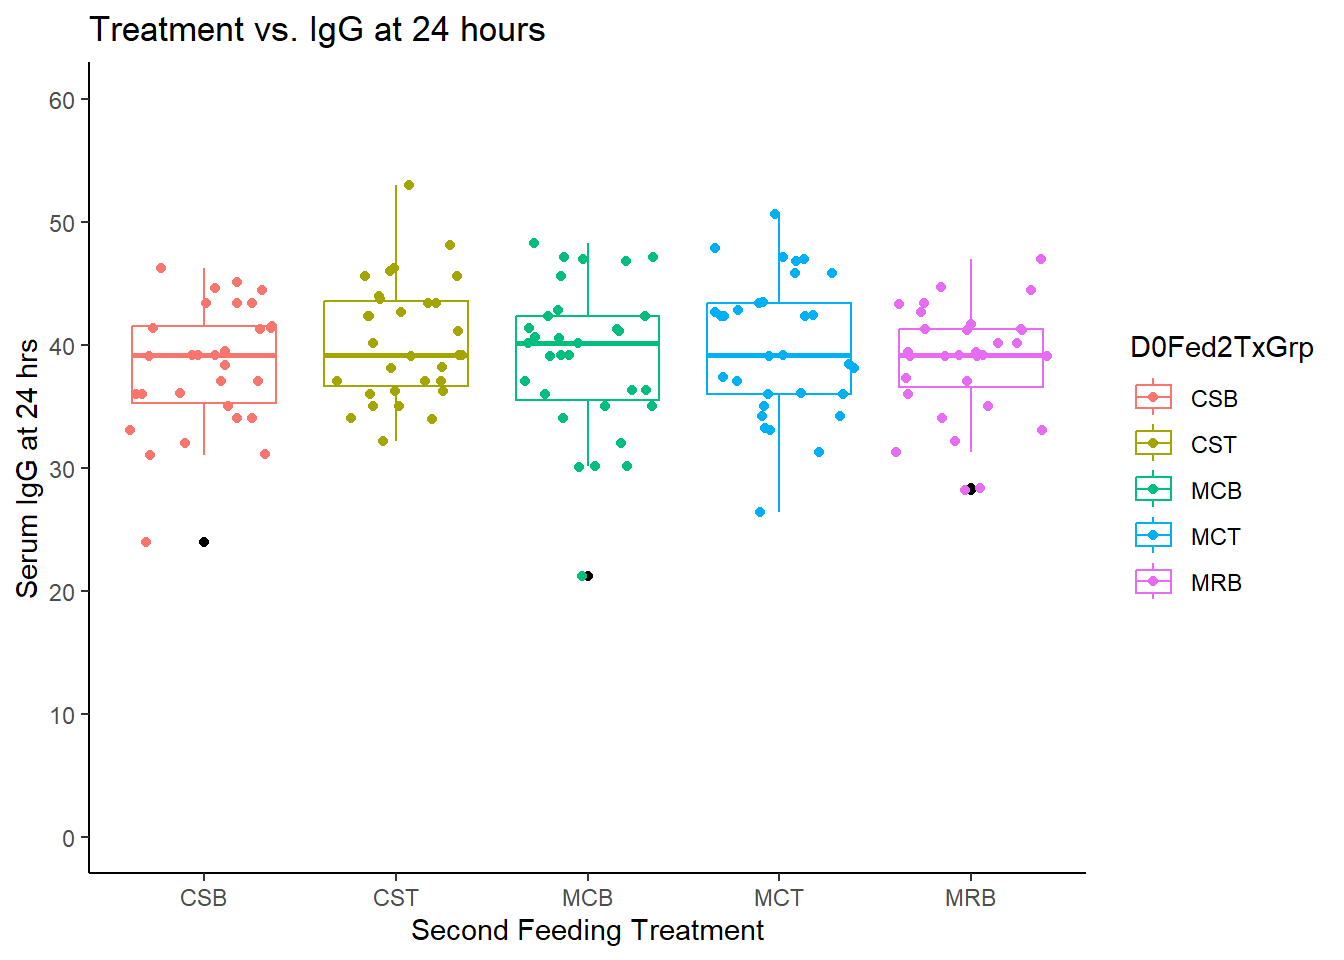 Treatment vs. IgG at 24 hours
Serum IgG at 24 hrs
60
50
40
30
20
10
0
CSB CST MCB MCT MRB
Second Feeding Treatment
D0Fed2TxGrp
CSB
CST
MCB
MCT
MRB